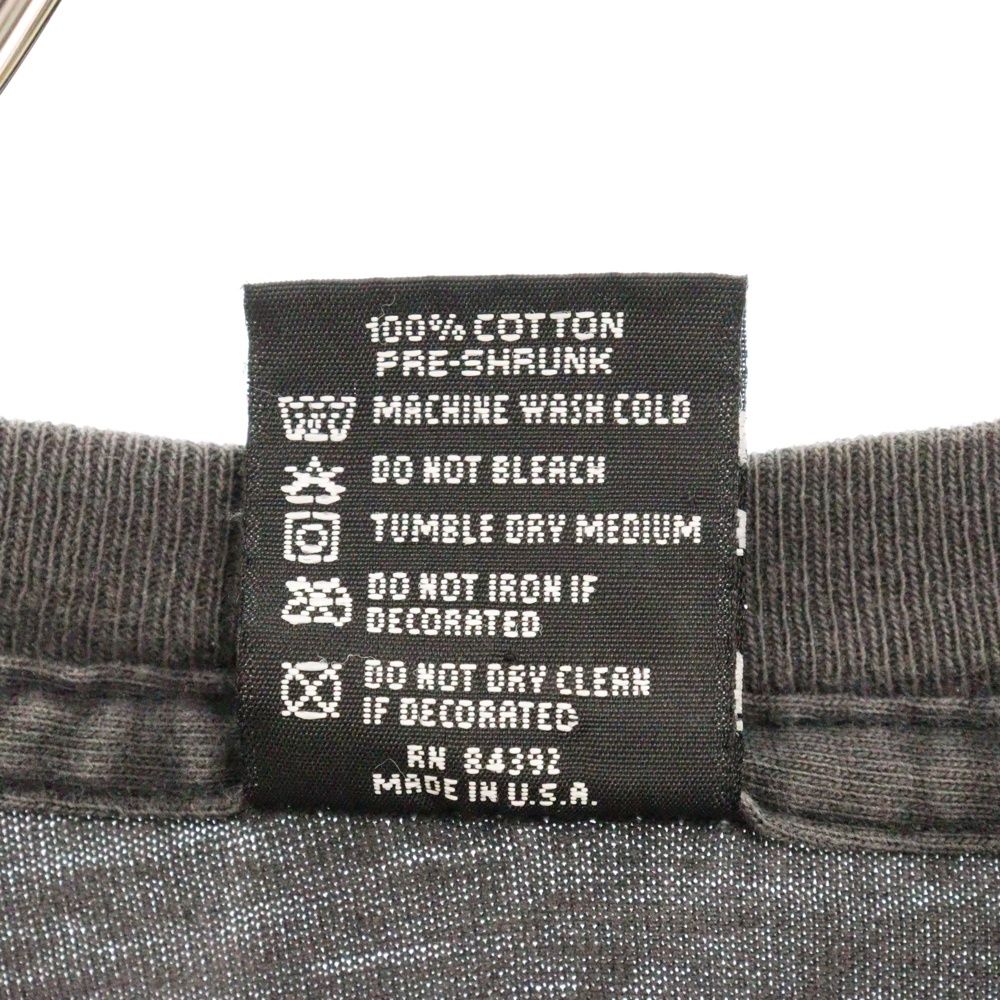 100% COTTON
PRE-SHRUNK
MACHINE WASH COLD
DO NOT BLEACH
TUMBLE DRY MEDIUM
DO NOT IRON IF
DECORATED
DO NOT DRY CLEAN
IF DECORATED
RN 84392
MADE IN U.S.A.